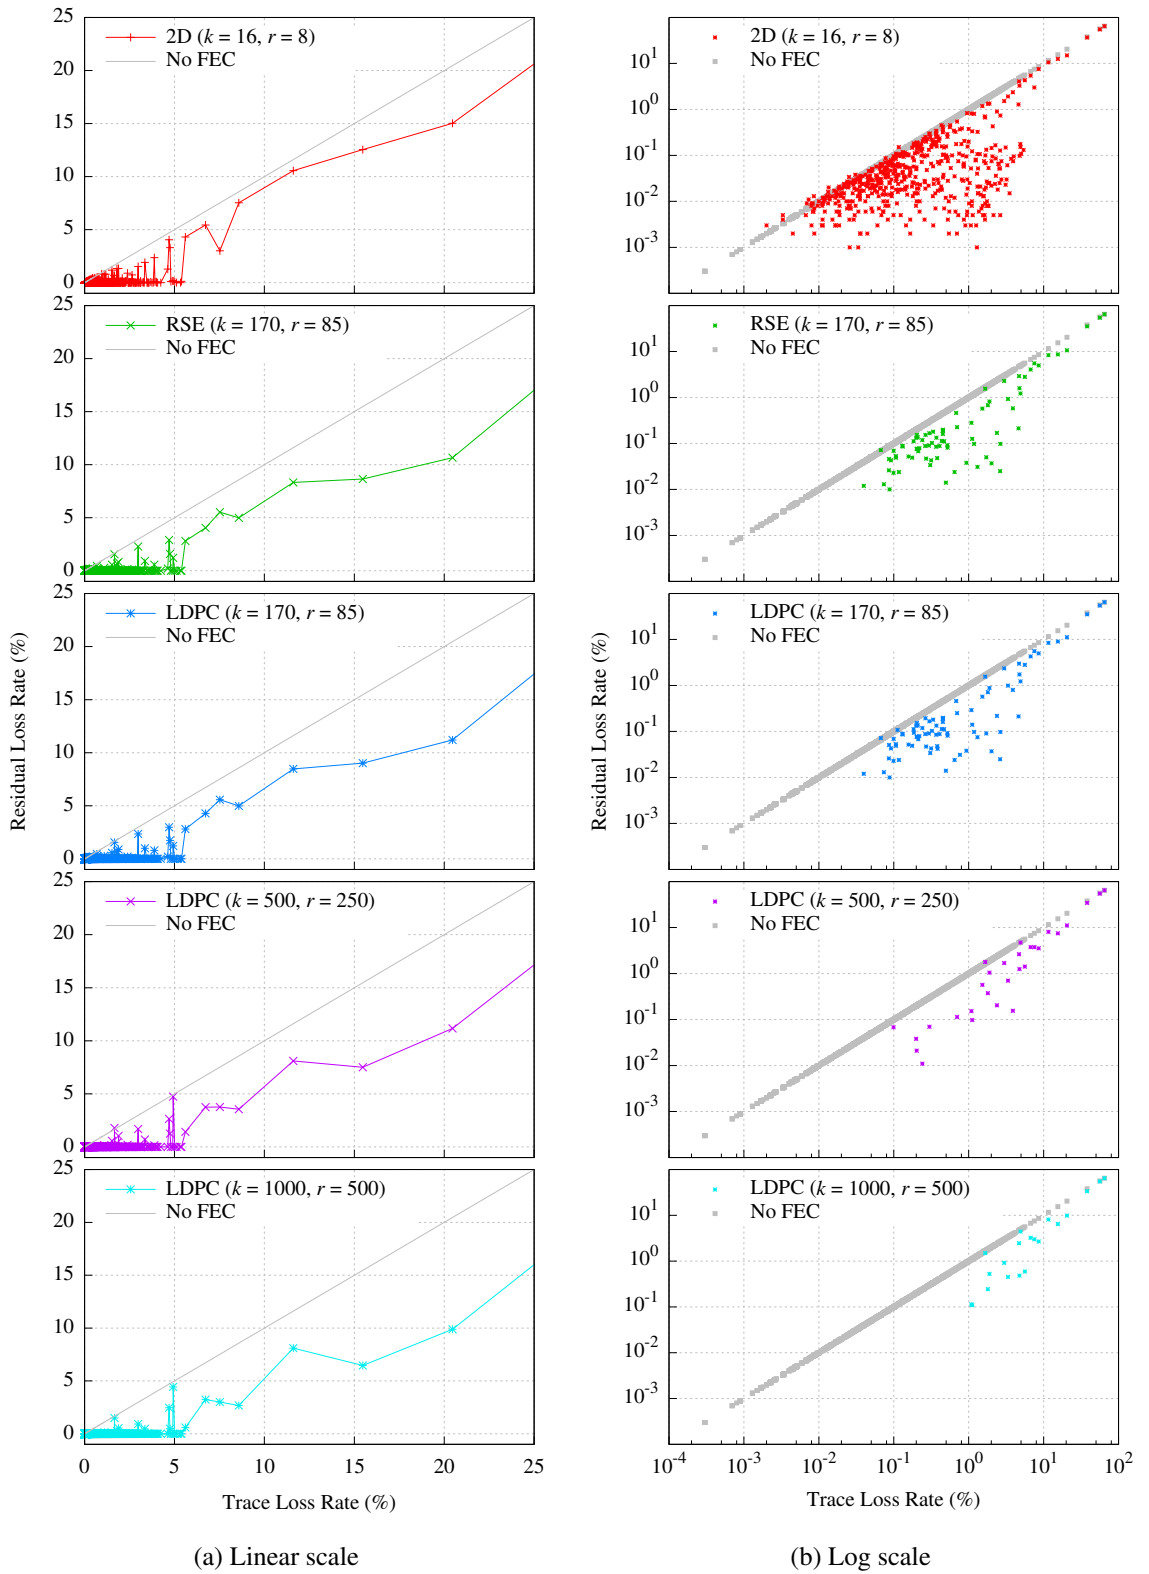 25
20
15
10
5
0
2D (k = 16, r = 8)
No FEC
10^1
10^0
10^-1
10^-2
10^-3
2D (k = 16, r = 8)
No FEC
25
20
15
10
5
0
RSE (k = 170, r = 85)
No FEC
10^1
10^0
10^-1
10^-2
10^-3
RSE (k = 170, r = 85)
No FEC
Residual Loss Rate (%)
25
20
15
10
5
0
LDPC (k = 170, r = 85)
No FEC
Residual Loss Rate (%)
10^1
10^0
10^-1
10^-2
10^-3
LDPC (k = 170, r = 85)
No FEC
25
20
15
10
5
0
LDPC (k = 500, r = 250)
No FEC
10^1
10^0
10^-1
10^-2
10^-3
LDPC (k = 500, r = 250)
No FEC
25
20
15
10
5
0
LDPC (k = 1000, r = 500)
No FEC
0 5 10 15 20 25
Trace Loss Rate (%)
10^1
10^0
10^-1
10^-2
10^-3
LDPC (k = 1000, r = 500)
No FEC
10^-4 10^-3 10^-2 10^-1 10^0 10^1 10^2
Trace Loss Rate (%)
(a) Linear scale
(b) Log scale